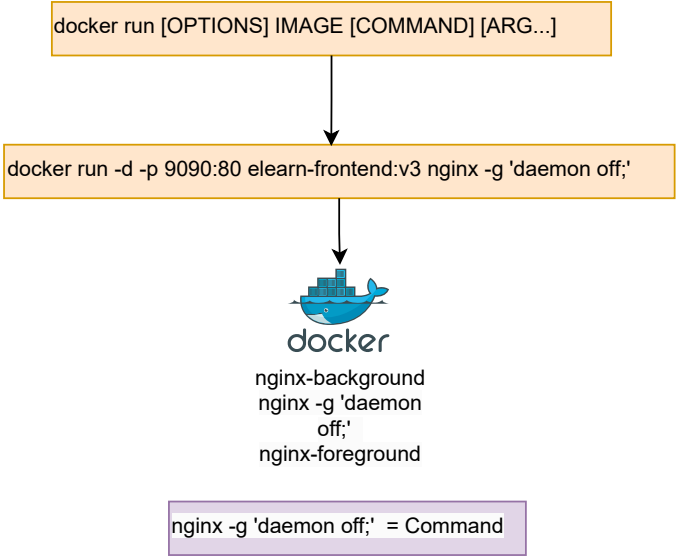 docker run [OPTIONS] IMAGE [COMMAND] [ARG...]
docker run -d -p 9090:80 elearn-frontend:v3 nginx -g 'daemon off;'
docker
nginx-background
nginx -g 'daemon
off;'
nginx-foreground
nginx -g 'daemon off;'  = Command